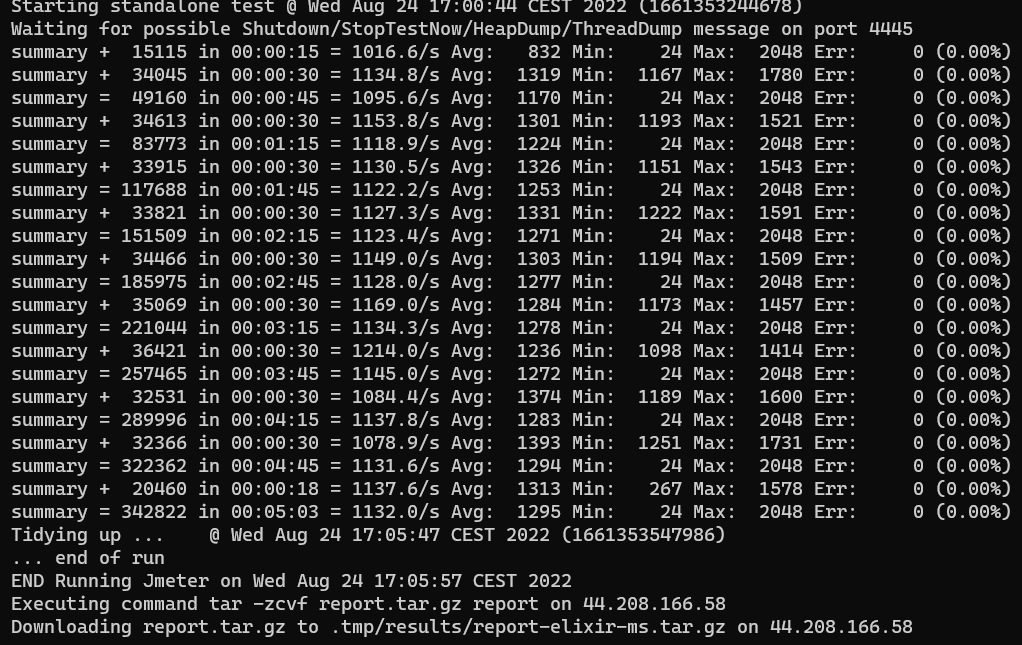 Starting standalone test @ Wed Aug 24 17:00:44 CEST 2022 (1661353244678)
Waiting for possible Shutdown/StopTestNow/HeapDump/ThreadDump message on port 4445
summary +  15115 in 00:00:15 = 1016.6/s Avg:   832 Min:    24 Max:  2048 Err:     0 (0.00%)
summary +  34045 in 00:00:30 = 1134.8/s Avg:  1319 Min:  1167 Max:  1780 Err:     0 (0.00%)
summary =  49160 in 00:00:45 = 1095.6/s Avg:  1170 Min:    24 Max:  2048 Err:     0 (0.00%)
summary +  34613 in 00:00:30 = 1153.8/s Avg:  1301 Min:  1193 Max:  1521 Err:     0 (0.00%)
summary =  83773 in 00:01:15 = 1118.9/s Avg:  1224 Min:    24 Max:  2048 Err:     0 (0.00%)
summary +  33915 in 00:00:30 = 1130.5/s Avg:  1326 Min:  1151 Max:  1543 Err:     0 (0.00%)
summary = 117688 in 00:01:45 = 1122.2/s Avg:  1253 Min:    24 Max:  2048 Err:     0 (0.00%)
summary +  33821 in 00:00:30 = 1127.3/s Avg:  1331 Min:  1222 Max:  1591 Err:     0 (0.00%)
summary = 151509 in 00:02:15 = 1123.4/s Avg:  1271 Min:    24 Max:  2048 Err:     0 (0.00%)
summary +  34466 in 00:00:30 = 1149.0/s Avg:  1303 Min:  1194 Max:  1509 Err:     0 (0.00%)
summary = 185975 in 00:02:45 = 1128.0/s Avg:  1277 Min:    24 Max:  2048 Err:     0 (0.00%)
summary +  35069 in 00:00:30 = 1169.0/s Avg:  1284 Min:  1173 Max:  1457 Err:     0 (0.00%)
summary = 221044 in 00:03:15 = 1134.3/s Avg:  1278 Min:    24 Max:  2048 Err:     0 (0.00%)
summary +  36421 in 00:00:30 = 1214.0/s Avg:  1236 Min:  1098 Max:  1414 Err:     0 (0.00%)
summary = 257465 in 00:03:45 = 1145.0/s Avg:  1272 Min:    24 Max:  2048 Err:     0 (0.00%)
summary +  32531 in 00:00:30 = 1084.4/s Avg:  1374 Min:  1189 Max:  1600 Err:     0 (0.00%)
summary = 289996 in 00:04:15 = 1137.8/s Avg:  1283 Min:    24 Max:  2048 Err:     0 (0.00%)
summary +  32366 in 00:00:30 = 1078.9/s Avg:  1393 Min:  1251 Max:  1731 Err:     0 (0.00%)
summary = 322362 in 00:04:45 = 1131.6/s Avg:  1294 Min:    24 Max:  2048 Err:     0 (0.00%)
summary +  20460 in 00:00:18 = 1137.6/s Avg:  1313 Min:   267 Max:  1578 Err:     0 (0.00%)
summary = 342822 in 00:05:03 = 1132.0/s Avg:  1295 Min:    24 Max:  2048 Err:     0 (0.00%)
Tidying up ...    @ Wed Aug 24 17:05:47 CEST 2022 (1661353547986)
... end of run
END Running Jmeter on Wed Aug 24 17:05:57 CEST 2022
Executing command tar -zcvf report.tar.gz report on 44.208.166.58
Downloading report.tar.gz to .tmp/results/report-elixir-ms.tar.gz on 44.208.166.58